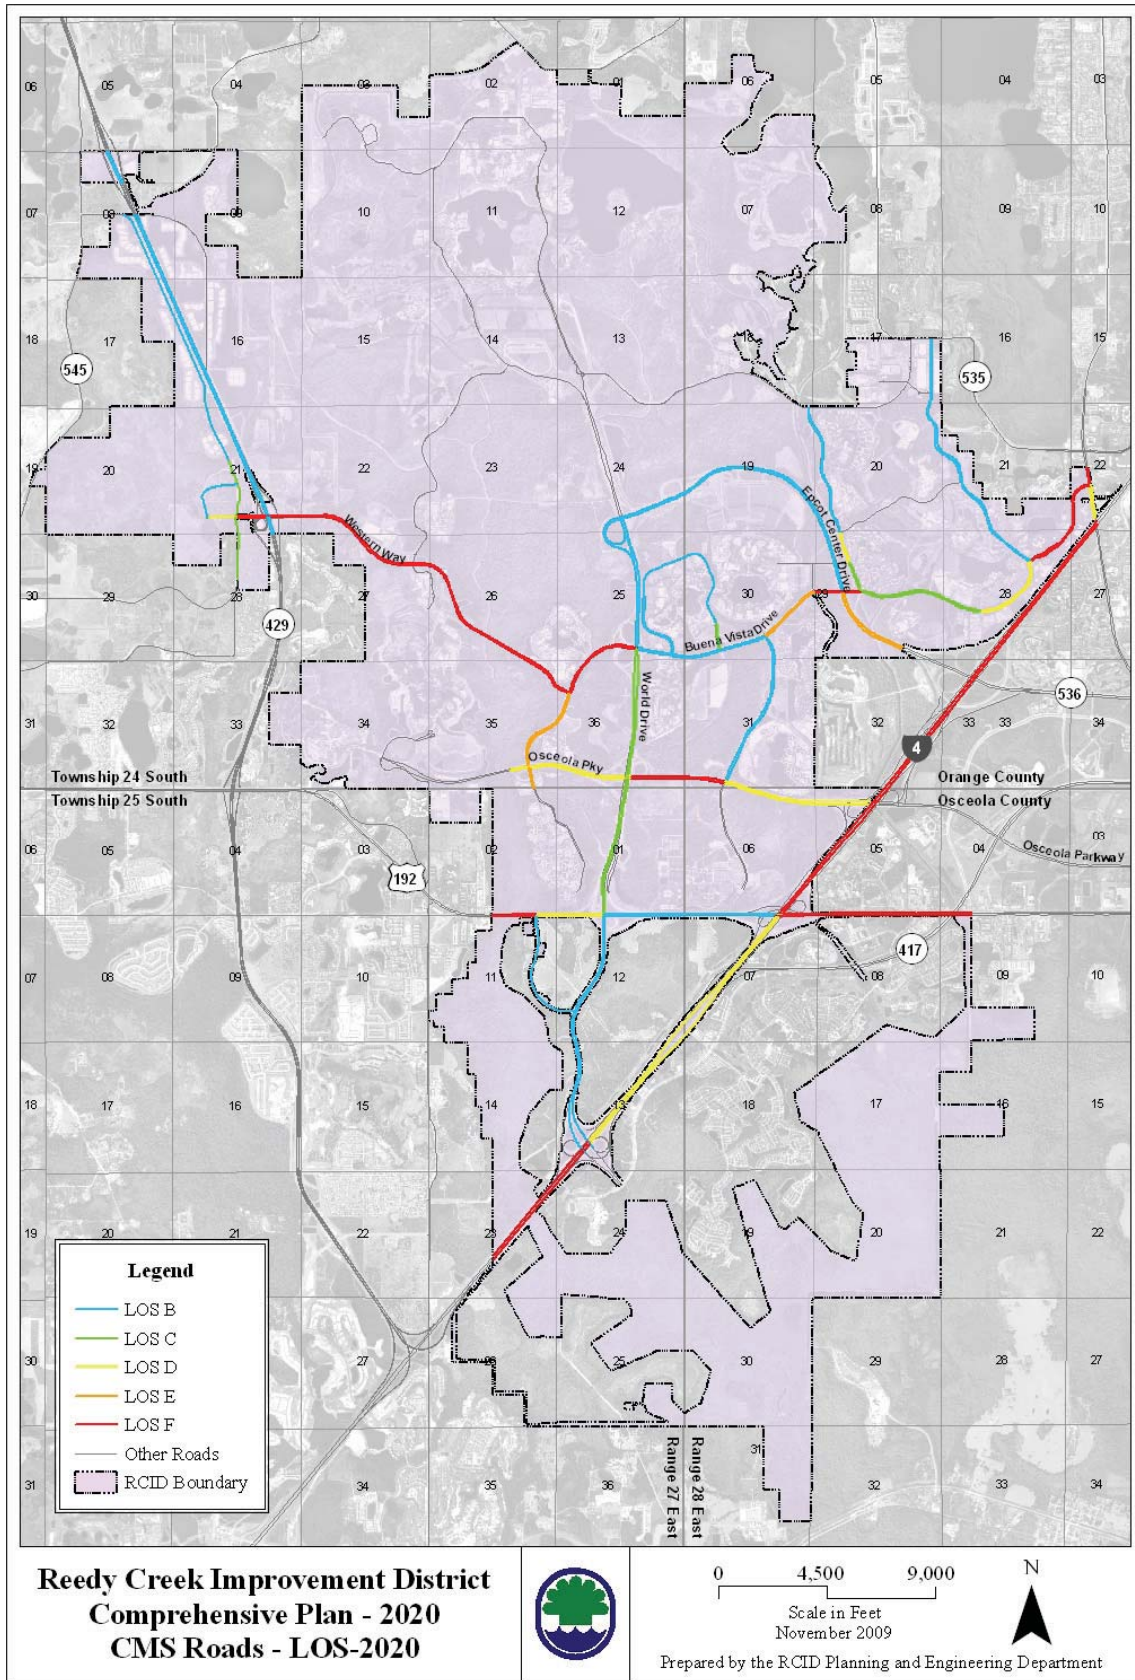 06 05 04 03 02 01 06 05 04 03
07 08 09 10 11 12 07 08 09 10
18 17 16 15 14 13 18 17 16 15
545
535
19 20 21 22 23 24 19 20 21 22
Epcot Center Drive
Western Way
30 28 27 26 25 30 29 28 27
429
Buena Vista Drive
536
World Drive
31 32 33 34 35 36 31 32 33 33 34
4
Osceola Pky
Township 24 South
Orange County
Township 25 South
Osceola County
06 05 04 03 02 01 06 05 04 03
Osceola Parkway
192
417
07 08 09 10 11 12 07 08 09 10
18 17 16 15 14 13 18 17 16 15
19 20 21 22 23 24 19 20 21 22
30 27 26 25 30 29 28 27
31 34 35 36 31 32 33 34
Range 27 East
Range 28 East
Legend
LOS B
LOS C
LOS D
LOS E
LOS F
Other Roads
RCID Boundary
Reedy Creek Improvement District
Comprehensive Plan - 2020
CMS Roads - LOS-2020
0 4,500 9,000
Scale in Feet
November 2009
N
Prepared by the RCID Planning and Engineering Department